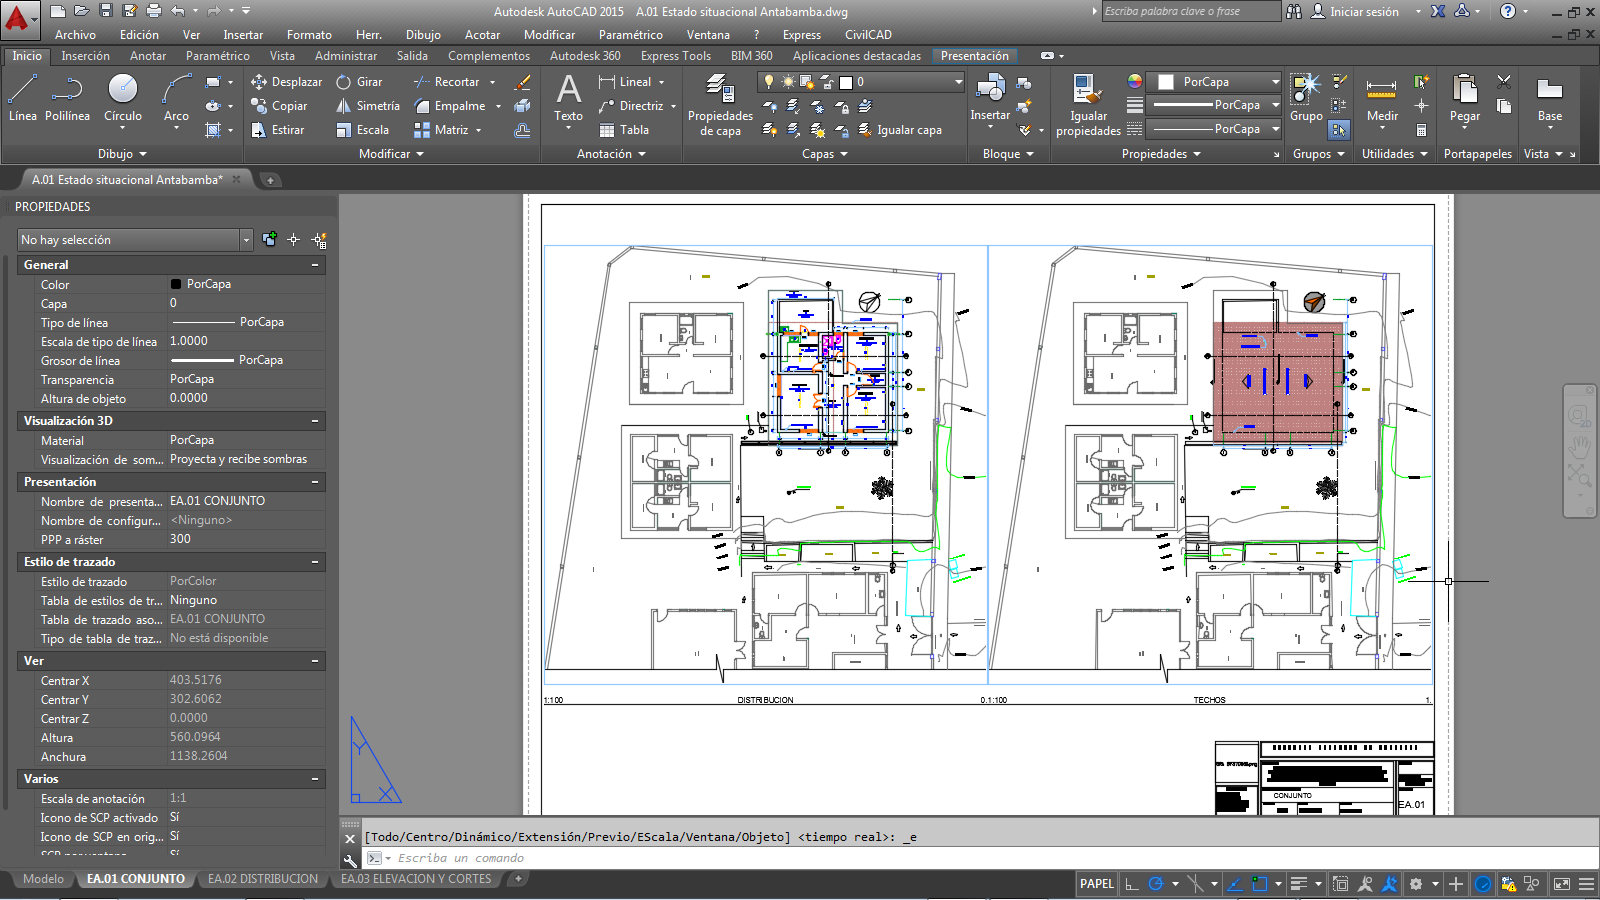 Autodesk AutoCAD 2015 A.01 Estado situacional Antabamba.dwg
Escriba palabra clave o frase
Iniciar sesión
Archivo Edición Ver Insertar Formato Herr. Dibujo Acotar Modificar Paramétrico Ventana ? Express CivilCAD
Inicio Inserción Anotar Paramétrico Vista Administrar Salida Complementos Autodesk 360 Express Tools BIM 360 Aplicaciones destacadas Presentación
Línea Polilínea Círculo Arco
Dibujo
Desplazar Girar Recortar
Copiar Simetría Empalme
Estirar Escala Matriz
Modificar
Texto
Lineal
Directriz
Tabla
Anotación
Propiedades de capa
0
Igualar capa
Capas
Insertar
Bloque
Igualar propiedades
PorCapa
PorCapa
PorCapa
Propiedades
Grupo
Grupos
Medir
Utilidades
Pegar
Portapapeles
Base
Vista
A.01 Estado situacional Antabamba*
PROPIEDADES
No hay selección
General
Color PorCapa
Capa 0
Tipo de línea PorCapa
Escala de tipo de línea 1.0000
Grosor de línea PorCapa
Transparencia PorCapa
Altura de objeto 0.0000
Visualización 3D
Material PorCapa
Visualización de som... Proyecta y recibe sombras
Presentación
Nombre de presenta... EA.01 CONJUNTO
Nombre de configur... <Ninguno>
PPP a ráster 300
Estilo de trazado
Estilo de trazado PorColor
Tabla de estilos de tr... Ninguno
Tabla de trazado aso... EA.01 CONJUNTO
Tipo de tabla de traz... No está disponible
Ver
Centrar X 403.5176
Centrar Y 302.6062
Centrar Z 0.0000
Altura 560.0964
Anchura 1138.2604
Varios
Escala de anotación 1:1
Icono de SCP activado Sí
Icono de SCP en orig... Sí
SCP por ventana Sí
Y
X
2D
1:100 DISTRIBUCION 0.1:100 TECHOS 1.
CONJUNTO
EA.01
[Todo/Centro/Dinámico/Extensión/Previo/EScala/Ventana/Objeto] <tiempo real>: _e
Escriba un comando
Modelo EA.01 CONJUNTO EA.02 DISTRIBUCION EA.03 ELEVACION Y CORTES
PAPEL